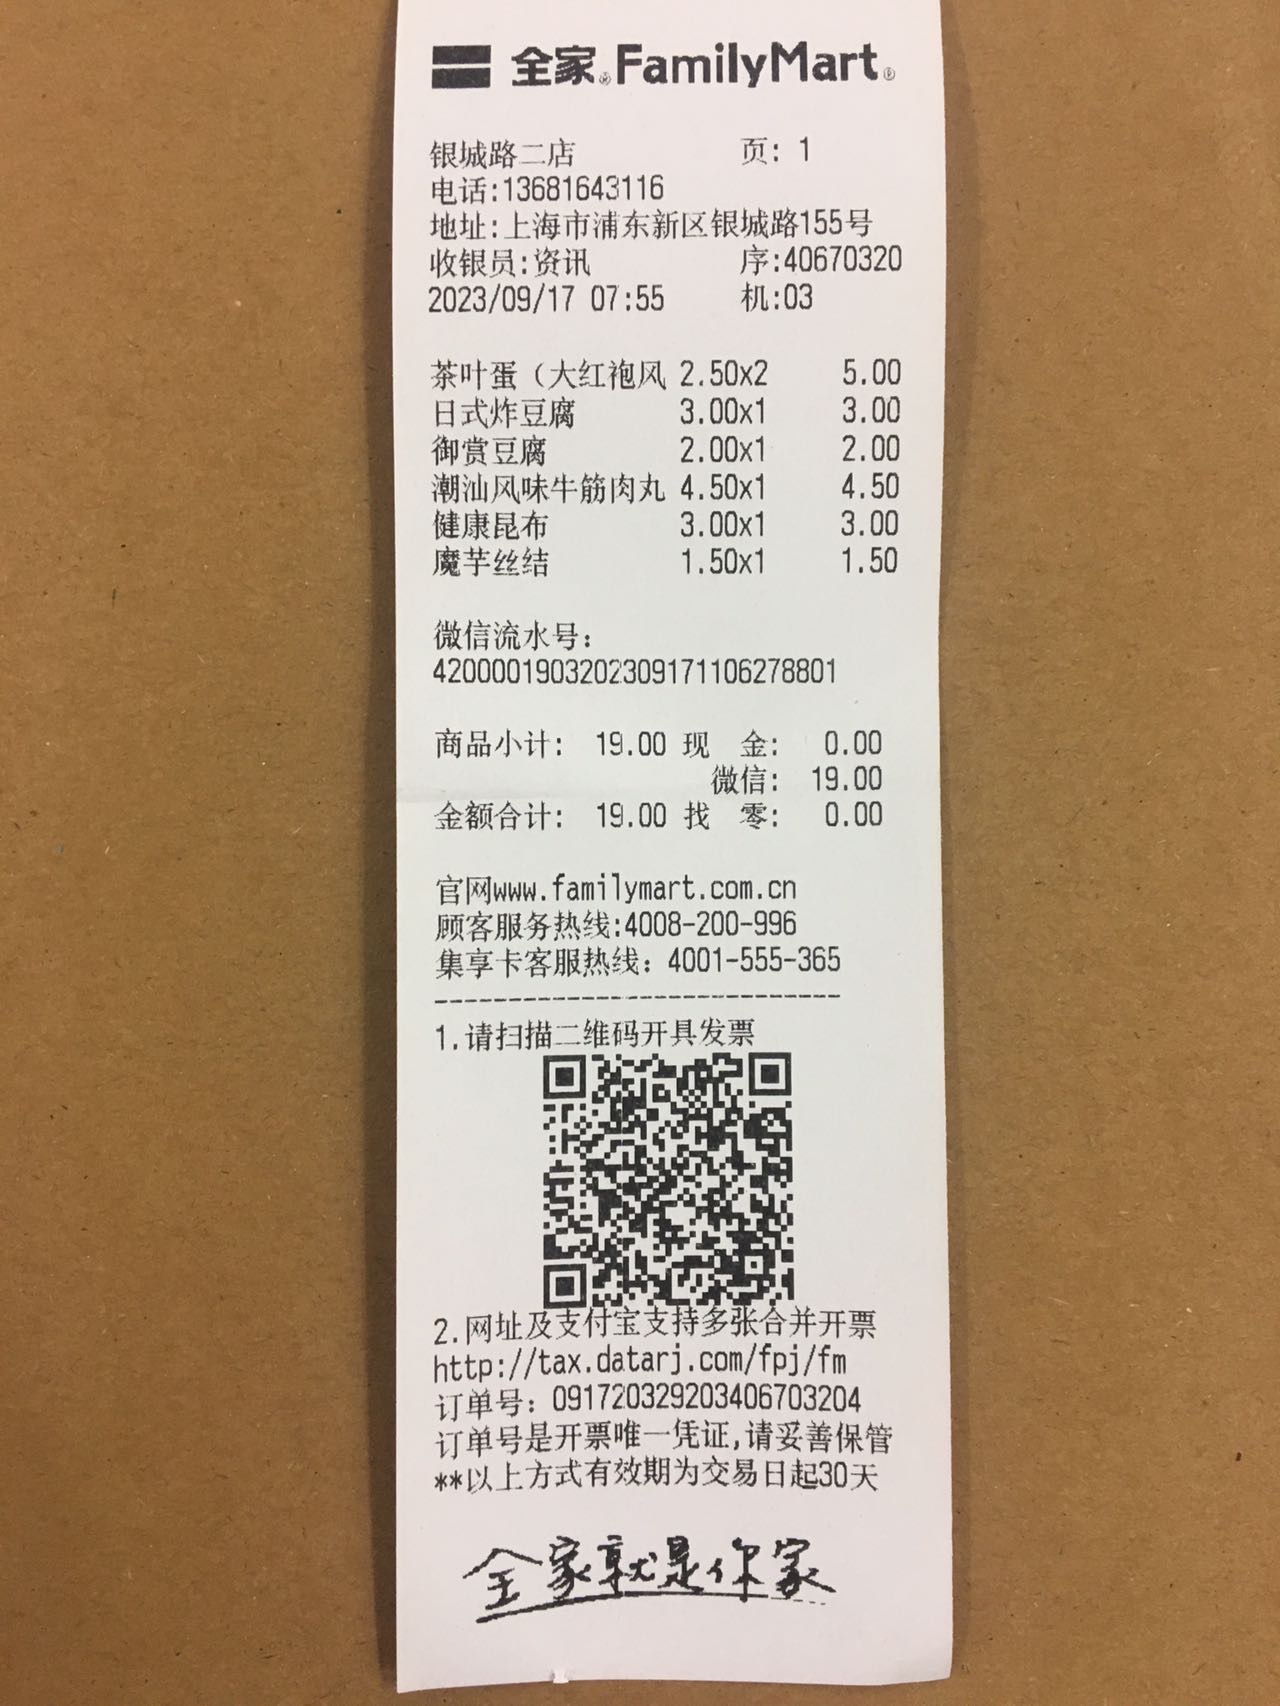 全家® FamilyMart®
银城路二店 页: 1
电话:13681643116
地址:上海市浦东新区银城路155号
收银员:资讯 序:40670320
2023/09/17 07:55 机:03
茶叶蛋（大红袍风 2.50x2 5.00
日式炸豆腐 3.00x1 3.00
御赏豆腐 2.00x1 2.00
潮汕风味牛筋肉丸 4.50x1 4.50
健康昆布 3.00x1 3.00
魔芋丝结 1.50x1 1.50
微信流水号:
4200001903202309171106278801
商品小计: 19.00 现 金: 0.00
微信: 19.00
金额合计: 19.00 找 零: 0.00
官网www.familymart.com.cn
顾客服务热线:4008-200-996
集享卡客服热线: 4001-555-365
----------------------------
1.请扫描二维码开具发票
2.网址及支付宝支持多张合并开票
http://tax.datarj.com/fpj/fm
订单号: 091720329203406703204
订单号是开票唯一凭证,请妥善保管
**以上方式有效期为交易日起30天
全家就是你家